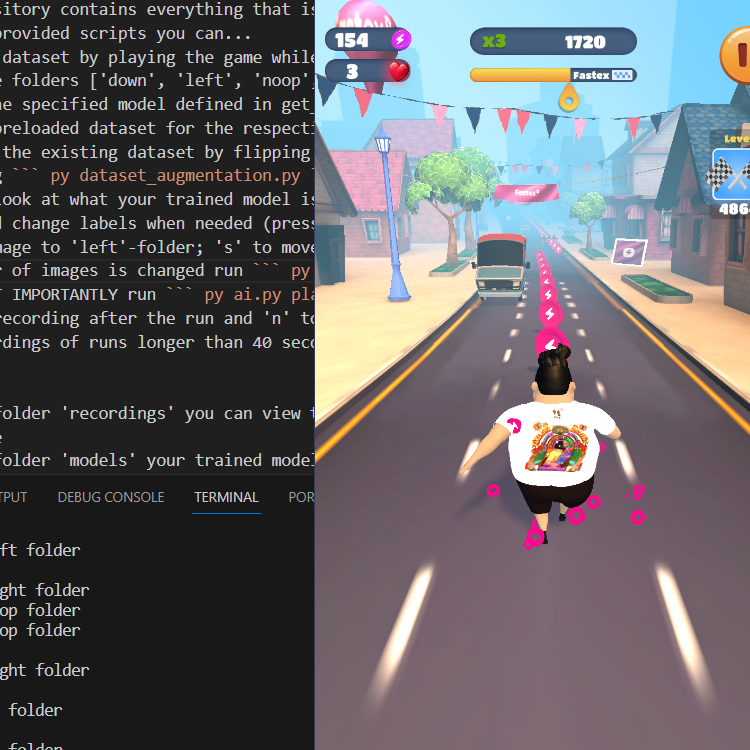 sitory contains everything that is
provided scripts you can...
dataset by playing the game while
e folders ['down', 'left', 'noop'
he specified model defined in get_
preloaded dataset for the respecti
the existing dataset by flipping
g ``` py dataset_augmentation.py `
look at what your trained model is
d change labels when needed (press
mage to 'left'-folder; 's' to move
r of images is changed run ``` py
T IMPORTANTLY run ``` py ai.py pla
recording after the run and 'n' to
rdings of runs longer than 40 seco
folder 'recordings' you can view t
e
folder 'models' your trained model
TPUT DEBUG CONSOLE TERMINAL POR
ft folder
ght folder
op folder
op folder
ght folder
folder
folder
154
3
x3 1720
Fastex
Level
486
Fastex